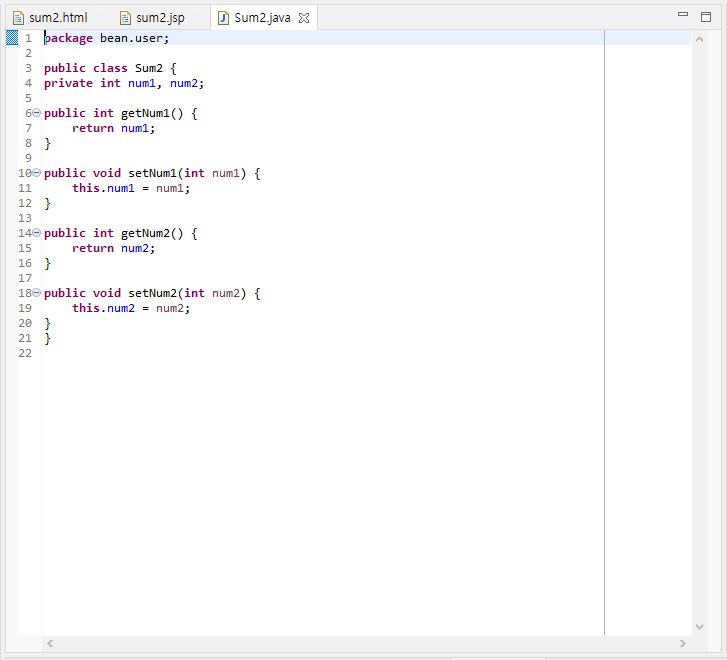 sum2.html sum2.jsp Sum2.java
1 package bean.user;
2
3 public class Sum2 {
4 private int num1, num2;
5
6 public int getNum1() {
7     return num1;
8 }
9
10 public void setNum1(int num1) {
11     this.num1 = num1;
12 }
13
14 public int getNum2() {
15     return num2;
16 }
17
18 public void setNum2(int num2) {
19     this.num2 = num2;
20 }
21 }
22